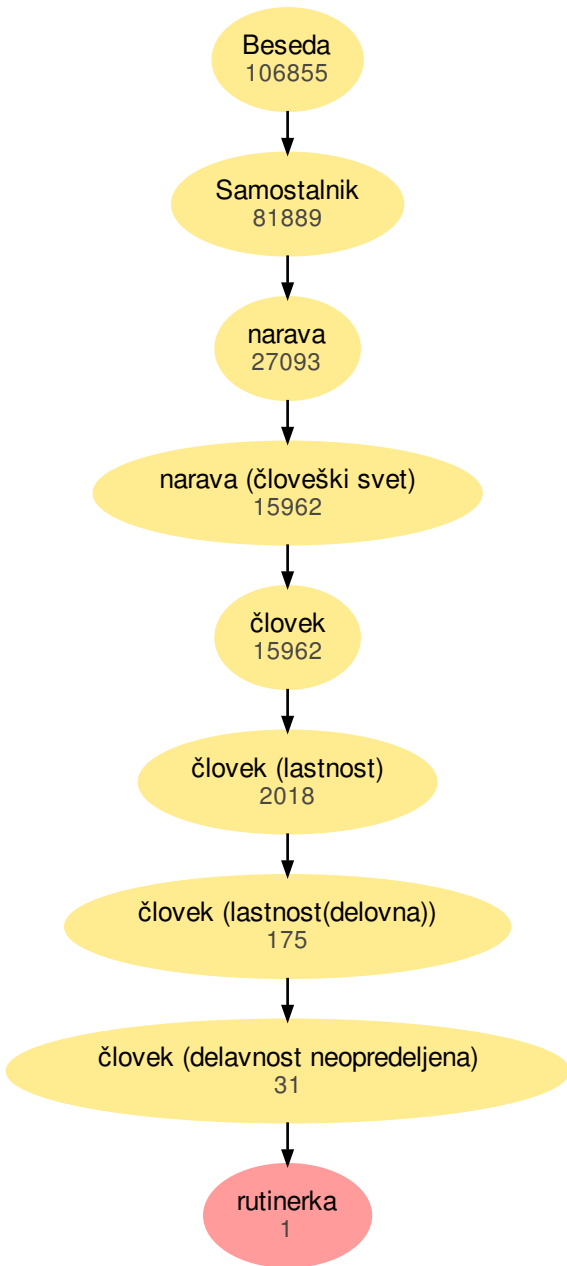 Beseda
106855
Samostalnik
81889
narava
27093
narava (človeški svet)
15962
človek
15962
človek (lastnost)
2018
človek (lastnost(delovna))
175
človek (delavnost neopredeljena)
31
rutinerka
1